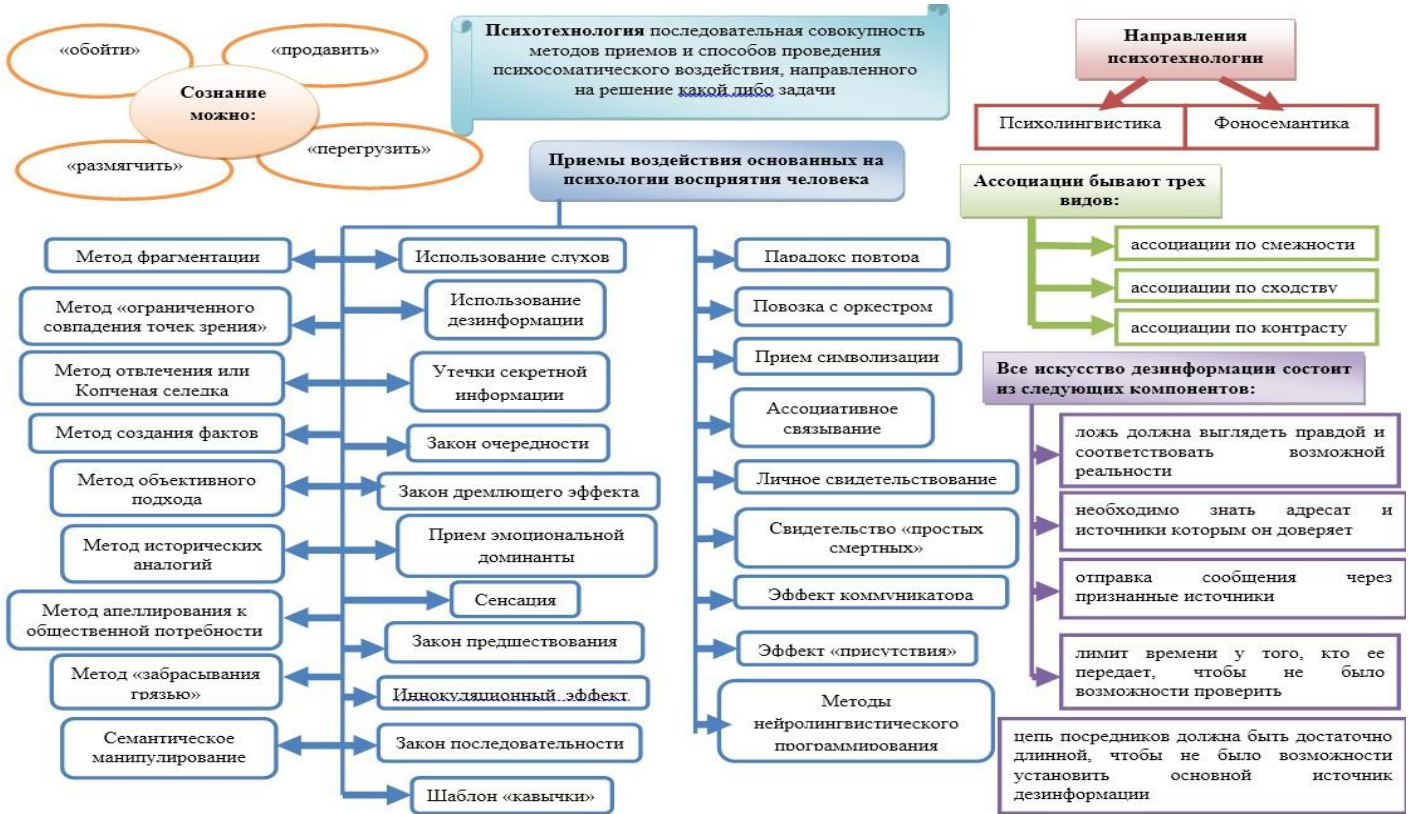 «обойти»
«продавить»
Сознание
можно:
«размягчить»
«перегрузить»
Психотехнология последовательная совокупность
методов приемов и способов проведения
психосоматического воздействия, направленного
на решение какой либо задачи
Направления
психотехнологии
Психолингвистика
Фоносемантика
Приемы воздействия основанных на
психологии восприятия человека
Метод фрагментации
Метод «ограниченного
совпадения точек зрения»
Метод отвлечения или
Копченая селедка
Метод создания фактов
Метод объективного
подхода
Метод исторических
аналогий
Метод апеллирования к
общественной потребности
Метод «забрасывания
грязью»
Семантическое
манипулирование
Использование слухов
Использование
дезинформации
Утечки секретной
информации
Закон очередности
Закон дремлющего эффекта
Прием эмоциональной
доминанты
Сенсация
Закон предшествования
Иннокуляционный эффект
Закон последовательности
Шаблон «кавычки»
Парадокс повтора
Повозка с оркестром
Прием символизации
Ассоциативное
связывание
Личное свидетельствование
Свидетельство «простых
смертных»
Эффект коммуникатора
Эффект «присутствия»
Методы
нейролингвистического
программирования
Ассоциации бывают трех
видов:
ассоциации по смежности
ассоциации по сходству
ассоциации по контрасту
Все искусство дезинформации состоит
из следующих компонентов:
ложь должна выглядеть правдой и
соответствовать возможной
реальности
необходимо знать адресат и
источники которым он доверяет
отправка сообщения через
признанные источники
лимит времени у того, кто ее
передает, чтобы не было
возможности проверить
цепь посредников должна быть достаточно
длинной, чтобы не было возможности
установить основной источник
дезинформации